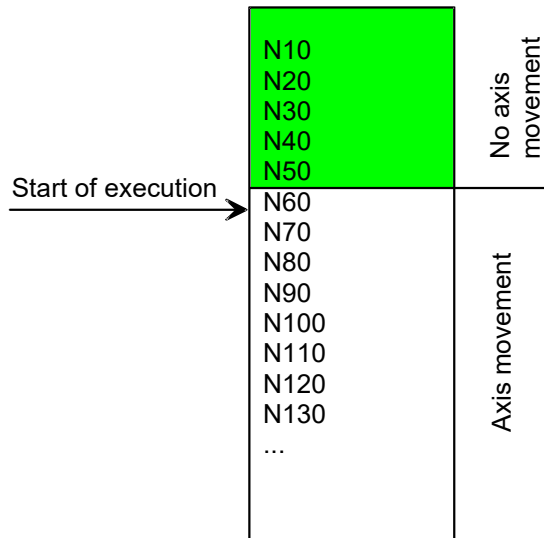 N10
N20
N30
N40
N50
Start of execution
N60
N70
N80
N90
N100
N110
N120
N130
...
No axis
movement
Axis movement